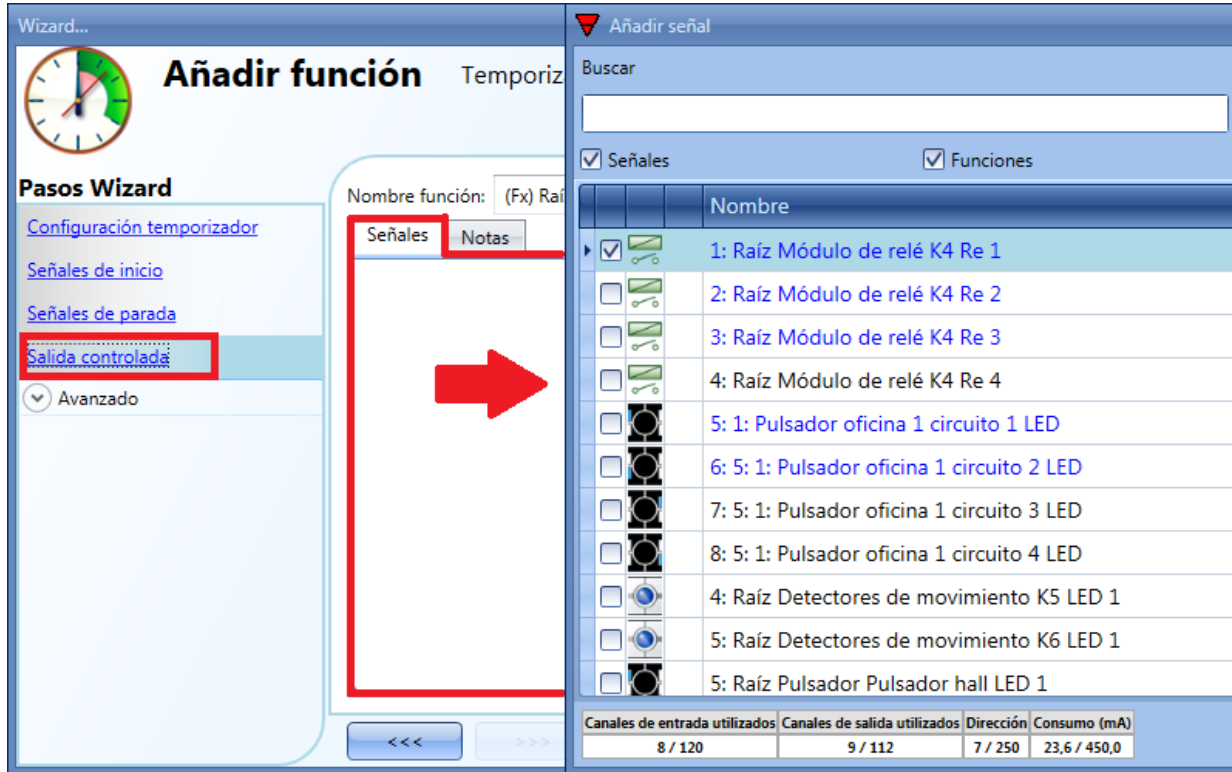 Wizard...
Añadir función
Pasos Wizard
Configuración temporizador
Señales de inicio
Señales de parada
Salida controlada
Avanzado
Nombre función: (Fx)
Señales
Notas
<<<
>>>
Añadir señal
Buscar
Señales
Funciones
Nombre
1: Raíz Módulo de relé K4 Re 1
2: Raíz Módulo de relé K4 Re 2
3: Raíz Módulo de relé K4 Re 3
4: Raíz Módulo de relé K4 Re 4
5: 1: Pulsador oficina 1 circuito 1 LED
6: 5: 1: Pulsador oficina 1 circuito 2 LED
7: 5: 1: Pulsador oficina 1 circuito 3 LED
8: 5: 1: Pulsador oficina 1 circuito 4 LED
4: Raíz Detectores de movimiento K5 LED 1
5: Raíz Detectores de movimiento K6 LED 1
5: Raíz Pulsador Pulsador hall LED 1
Canales de entrada utilizados Canales de salida utilizados Dirección Consumo (mA)
8 / 120 9 / 112 7 / 250 23,6 / 450,0